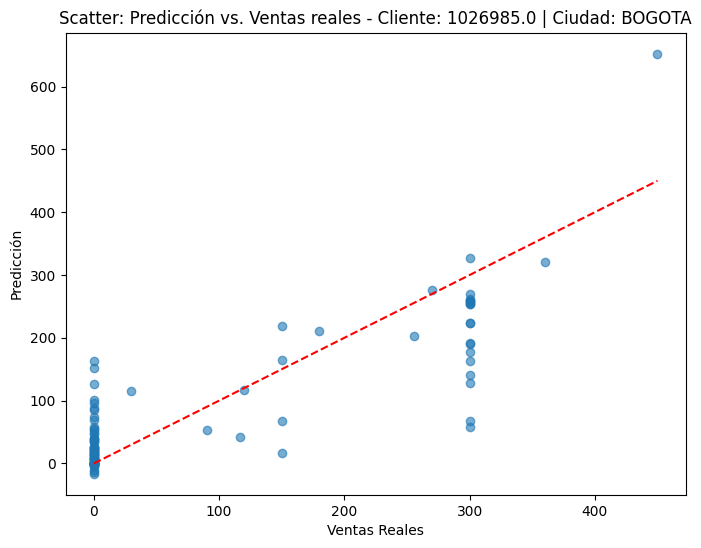 Scatter: Predicción vs. Ventas reales - Cliente: 1026985.0 | Ciudad: BOGOTA
600
500
400
300
200
100
0
Predicción
0 100 200 300 400
Ventas Reales